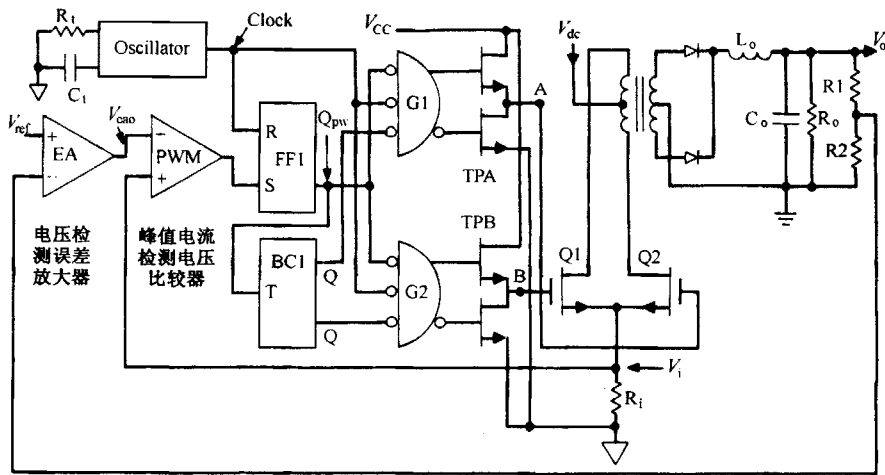 Rt
Oscillator
Ct
Clock
VCC
Vdc
Lo
Vo
R1
Co
Ro
R2
G1
A
TPA
Vref
+
EA
−
Veao
−
PWM
+
R
FF1
S
Qpw
电压检
测误差
放大器
峰值电流
检测电压
比较器
BC1
T
Q
Q
G2
TPB
B
Q1
Q2
Vi
Ri